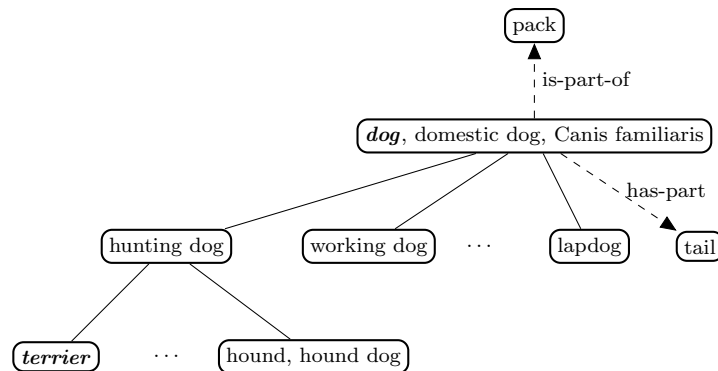 pack
is-part-of
dog, domestic dog, Canis familiaris
has-part
hunting dog
working dog
...
lapdog
tail
terrier
...
hound, hound dog